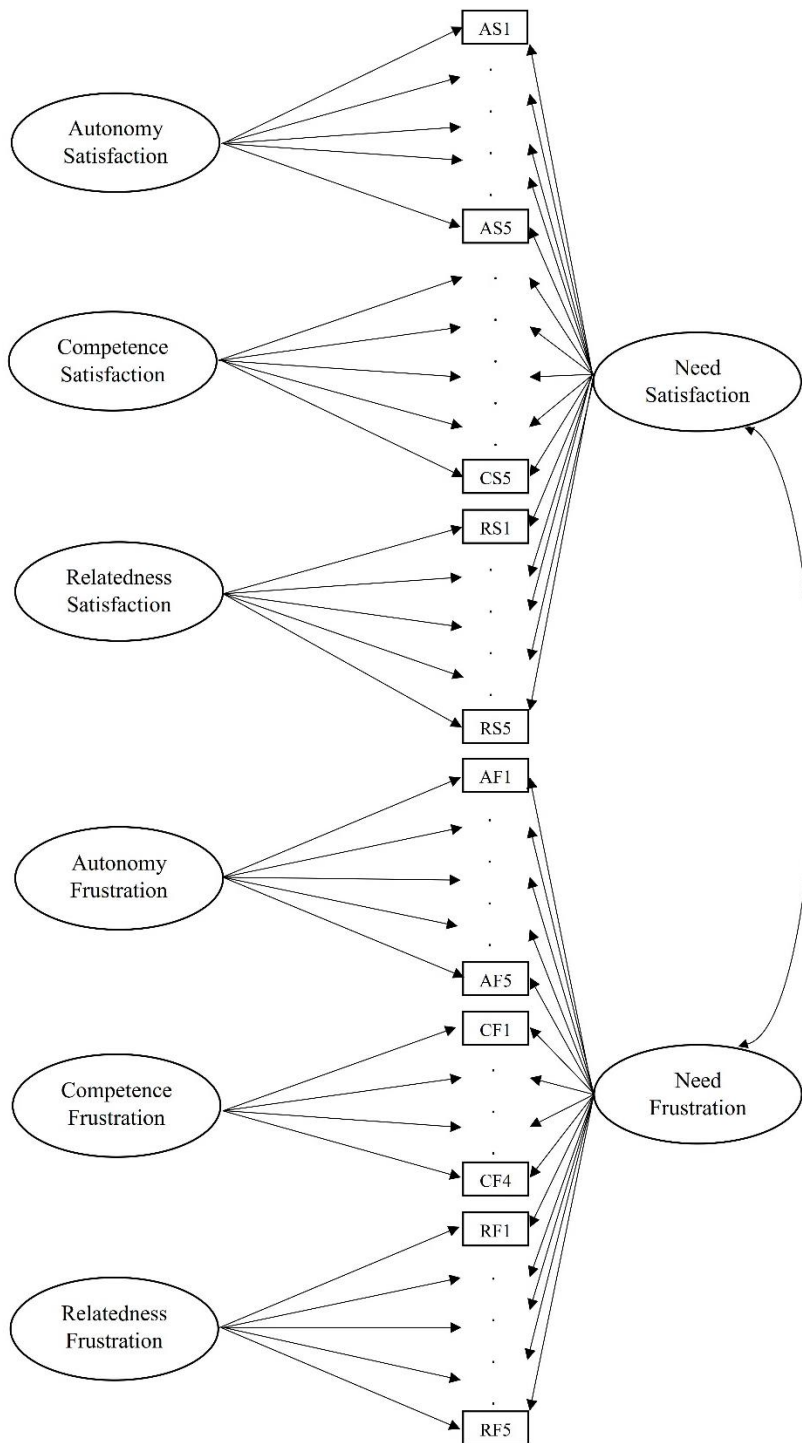 AS1
Autonomy
Satisfaction
AS5
Competence
Satisfaction
Need
Satisfaction
CS5
RS1
Relatedness
Satisfaction
RS5
AF1
Autonomy
Frustration
AF5
CF1
Competence
Frustration
Need
Frustration
CF4
RF1
Relatedness
Frustration
RF5